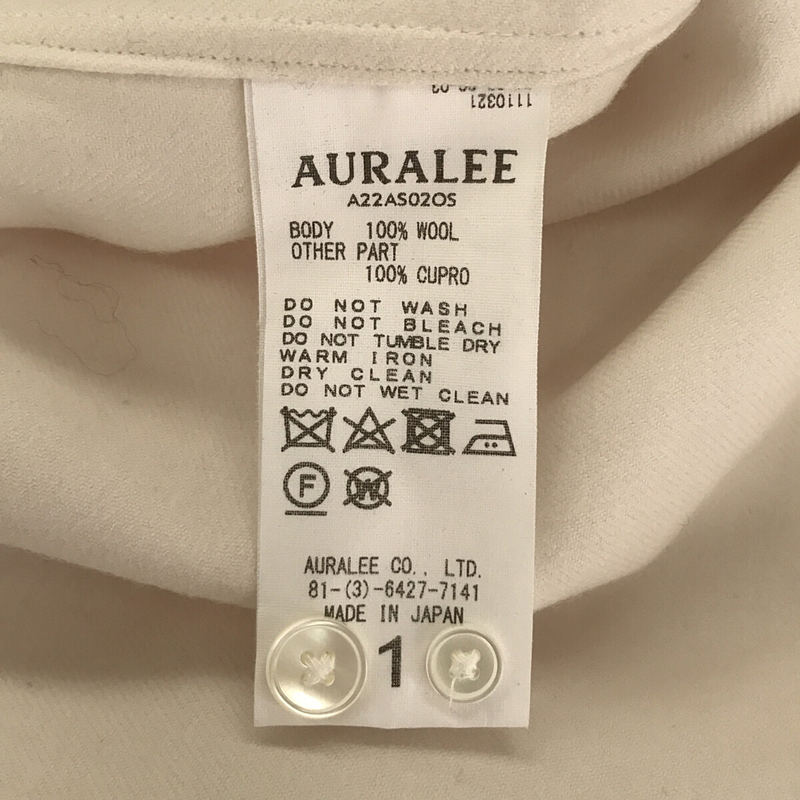 1110321
AURALEE
A22AS02OS
BODY 100% WOOL
OTHER PART
100% CUPRO
DO NOT WASH
DO NOT BLEACH
DO NOT TUMBLE DRY
WARM IRON
DRY CLEAN
DO NOT WET CLEAN
F W
AURALEE CO., LTD.
81-(3)-6427-7141
MADE IN JAPAN
1